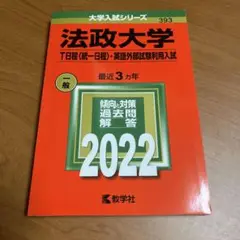 大学入試シリーズ
393
法政大学
T日程〈統一日程〉・英語外部試験利用入試
一般
最近3カ年
傾向と対策
過去問
解答
2022
教学社